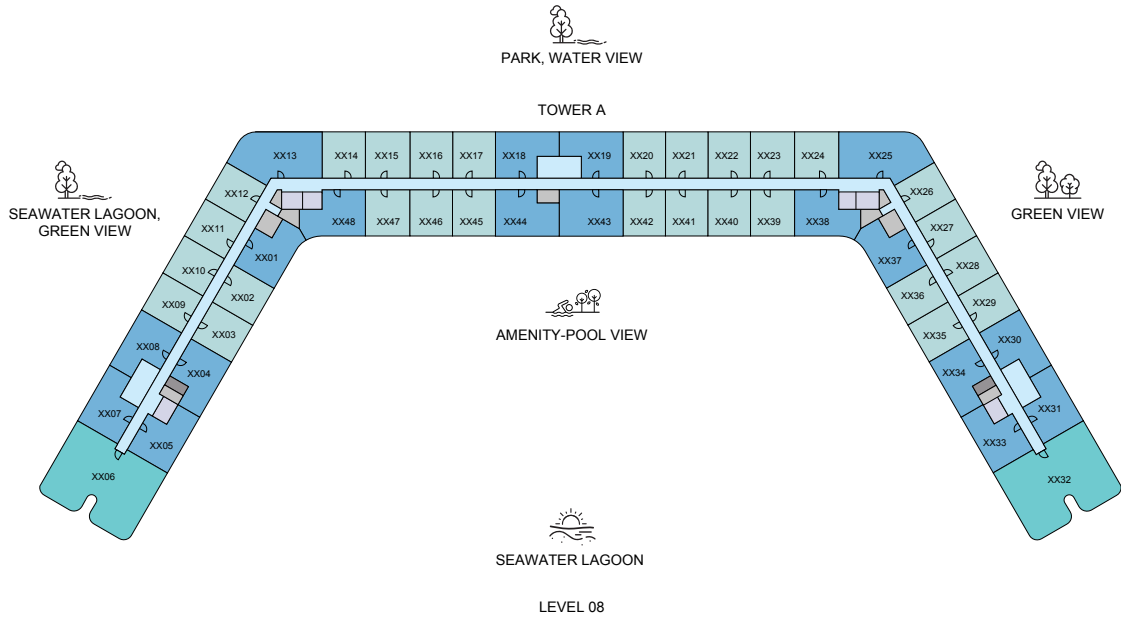 PARK, WATER VIEW
TOWER A
XX13 XX14 XX15 XX16 XX17 XX18 XX19 XX20 XX21 XX22 XX23 XX24 XX25
XX12 XX26
SEAWATER LAGOON,
GREEN VIEW
GREEN VIEW
XX48 XX47 XX46 XX45 XX44 XX43 XX42 XX41 XX40 XX39 XX38
XX11 XX27
XX01 XX37
XX10 XX28
XX02 XX36
XX09 XX29
XX03 XX35
AMENITY-POOL VIEW
XX08 XX30
XX04 XX34
XX07 XX31
XX05 XX33
XX06 XX32
SEAWATER LAGOON
LEVEL 08